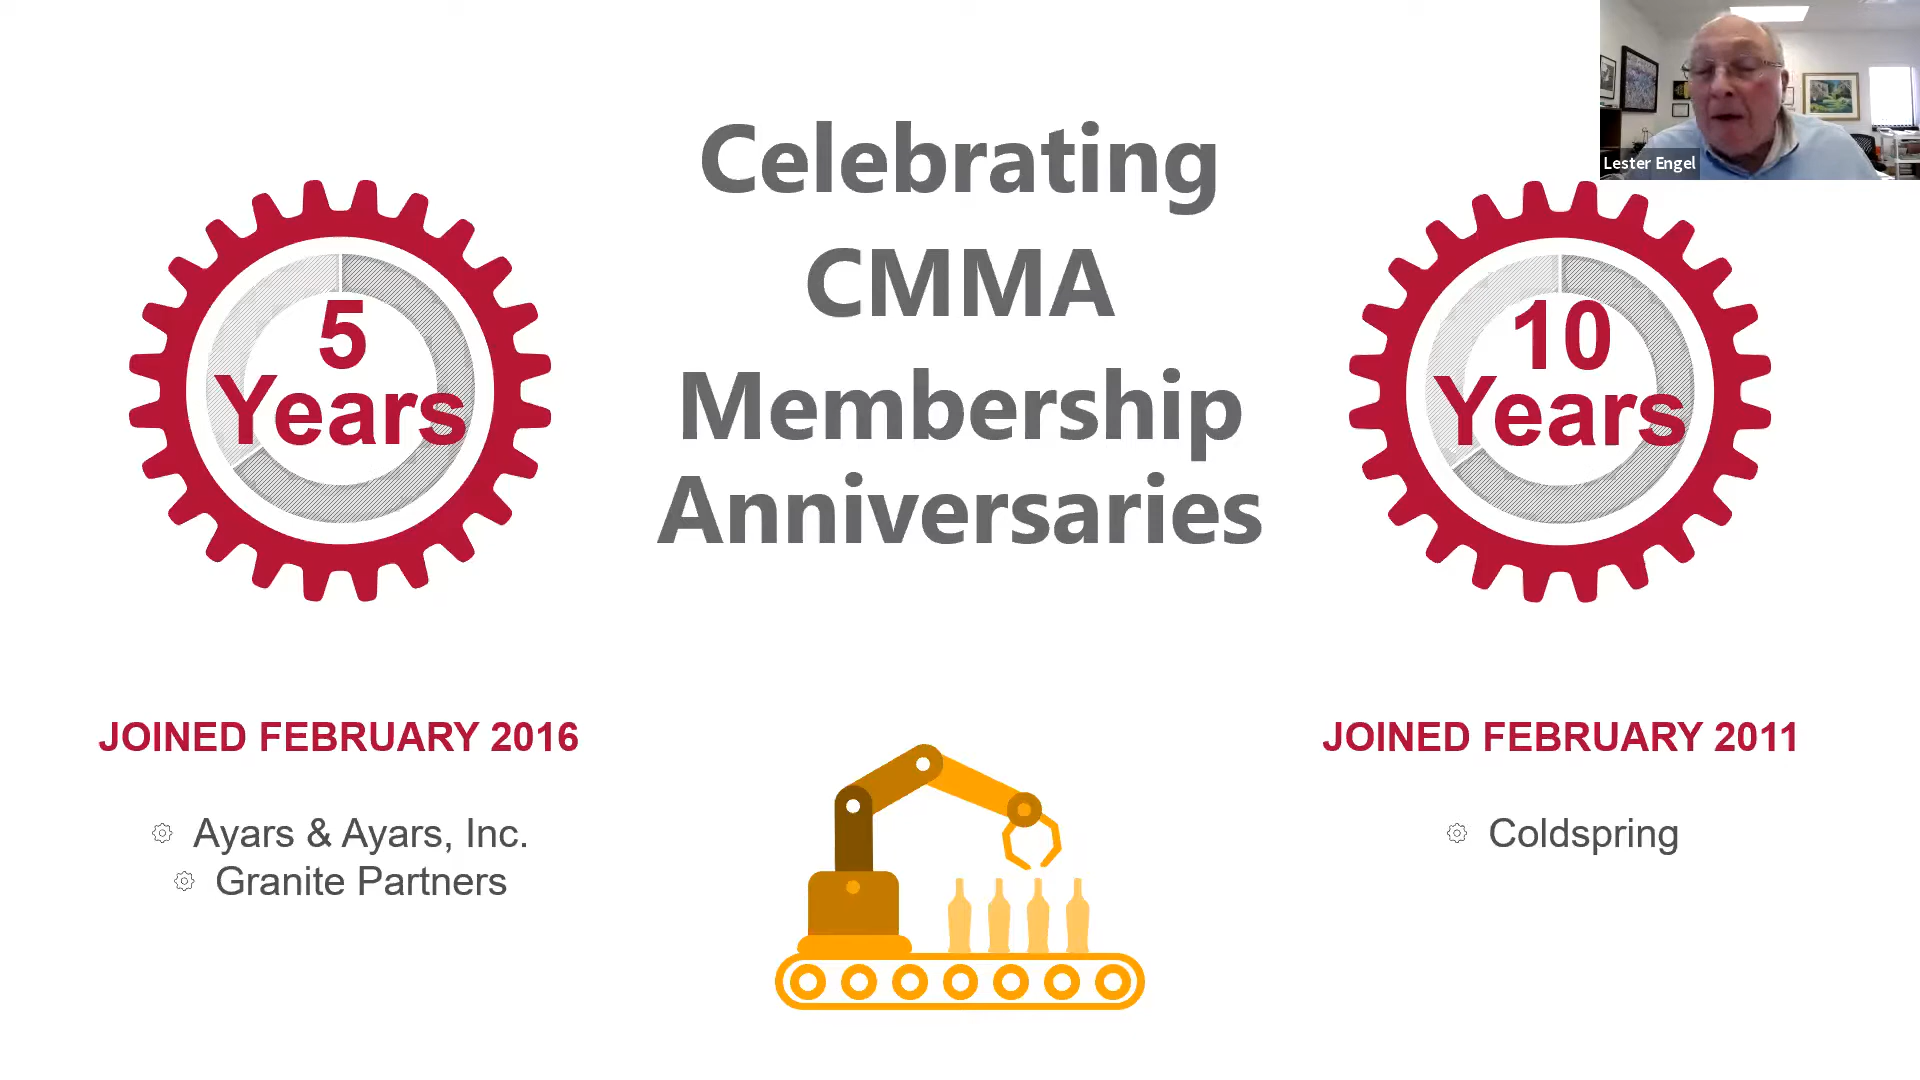 Celebrating
CMMA
Membership
Anniversaries
Lester Engel
5
Years
10
Years
JOINED FEBRUARY 2016
Ayars & Ayars, Inc.
Granite Partners
JOINED FEBRUARY 2011
Coldspring